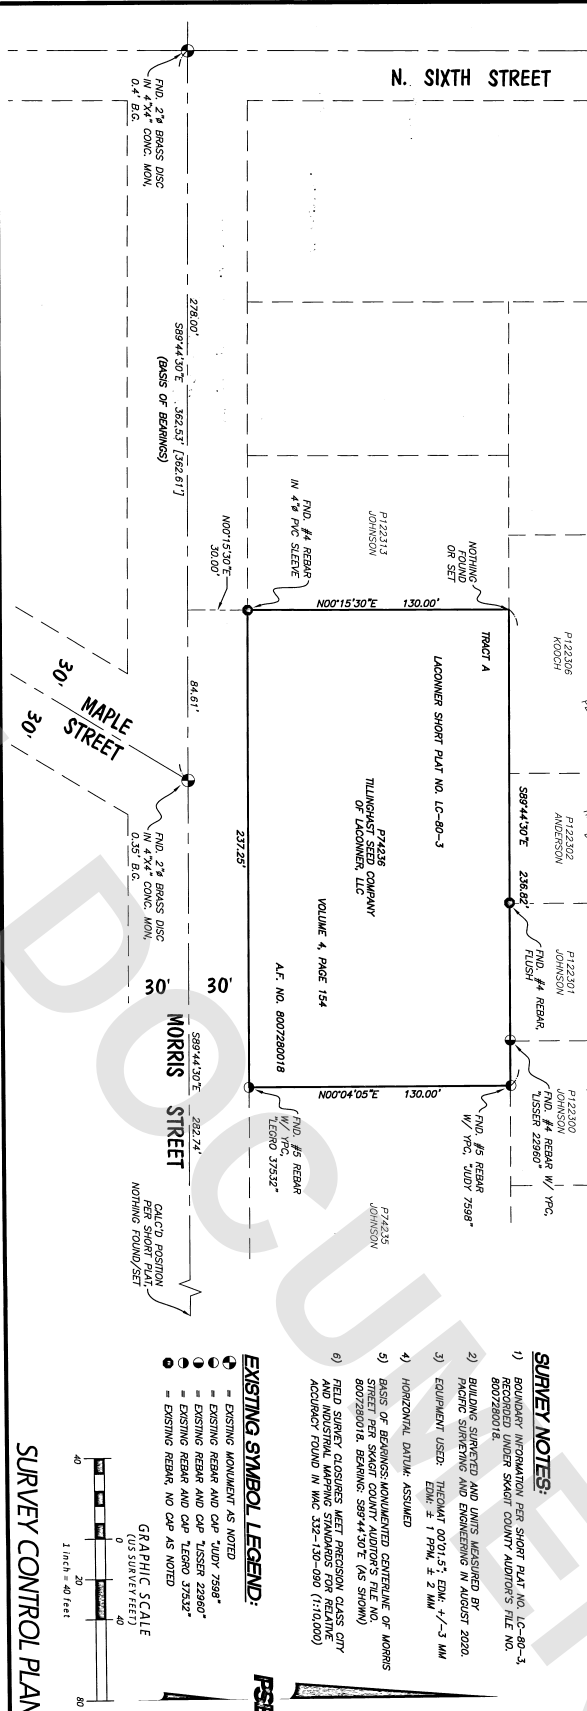 N. SIXTH STREET
FND. 2"ø BRASS DISC
IN 4"X4" CONC. MON,
0.4' B.G.
278.00'
S89°44'30"E 362.53' [362.61']
(BASIS OF BEARINGS)
N00°15'30"E
30.00'
FND. #4 REBAR
IN 4"ø PVC SLEEVE
P122313
JOHNSON
NOTHING
FOUND
OR SET
P122306
KOOCH
N00°15'30"E 130.00'
TRACT A
LACONNER SHORT PLAT NO. LC-80-3
84.61'
MAPLE
STREET
30'
30'
FND. 2"ø BRASS DISC
IN 4"X4" CONC. MON,
0.35' B.G.
S89°44'30"E 236.82'
P122302
ANDERSON
P74236
TILLINGHAST SEED COMPANY
OF LACONNER, LLC
237.25'
VOLUME 4, PAGE 154
A.F. NO. 8007280018
P122301
JOHNSON
FND. #4 REBAR,
FLUSH
P122300
JOHNSON
FND. #4 REBAR W/ YPC,
"LISSER 22960"
30'
30'
MORRIS STREET
S89°44'30"E 282.74'
N00°04'05"E 130.00'
FND. #5 REBAR
W/ YPC, "JUDY 7598"
FND. #5 REBAR
W/ YPC,
"LEGRO 37532"
P74235
JOHNSON
CALC'D POSITION
PER SHORT PLAT,
NOTHING FOUND/SET
SURVEY NOTES:
1) BOUNDARY INFORMATION PER SHORT PLAT NO. LC-80-3,
RECORDED UNDER SKAGIT COUNTY AUDITOR'S FILE NO.
8007280018.
2) BUILDING SURVEYED AND UNITS MEASURED BY
PACIFIC SURVEYING AND ENGINEERING IN AUGUST 2020.
3) EQUIPMENT USED: THEOMAT 00'01.5"; EDM: +/-3 MM
EDM: ± 1 PPM, ± 2 MM
4) HORIZONTAL DATUM: ASSUMED
5) BASIS OF BEARINGS: MONUMENTED CENTERLINE OF MORRIS
STREET PER SKAGIT COUNTY AUDITOR'S FILE NO.
8007280018. BEARING: S89°44'30"E (AS SHOWN)
6) FIELD SURVEY CLOSURES MEET PRECISION CLASS CITY
AND INDUSTRIAL MAPPING STANDARDS FOR RELATIVE
ACCURACY FOUND IN WAC 332-130-090 (1:10,000)
EXISTING SYMBOL LEGEND:
= EXISTING MONUMENT AS NOTED
= EXISTING REBAR AND CAP "JUDY 7598"
= EXISTING REBAR AND CAP "LISSER 22960"
= EXISTING REBAR AND CAP "LEGRO 37532"
= EXISTING REBAR, NO CAP AS NOTED
GRAPHIC SCALE
(US SURVEY FEET)
40 0 20 40 80
1 inch = 40 feet
SURVEY CONTROL PLAN
DOCUME